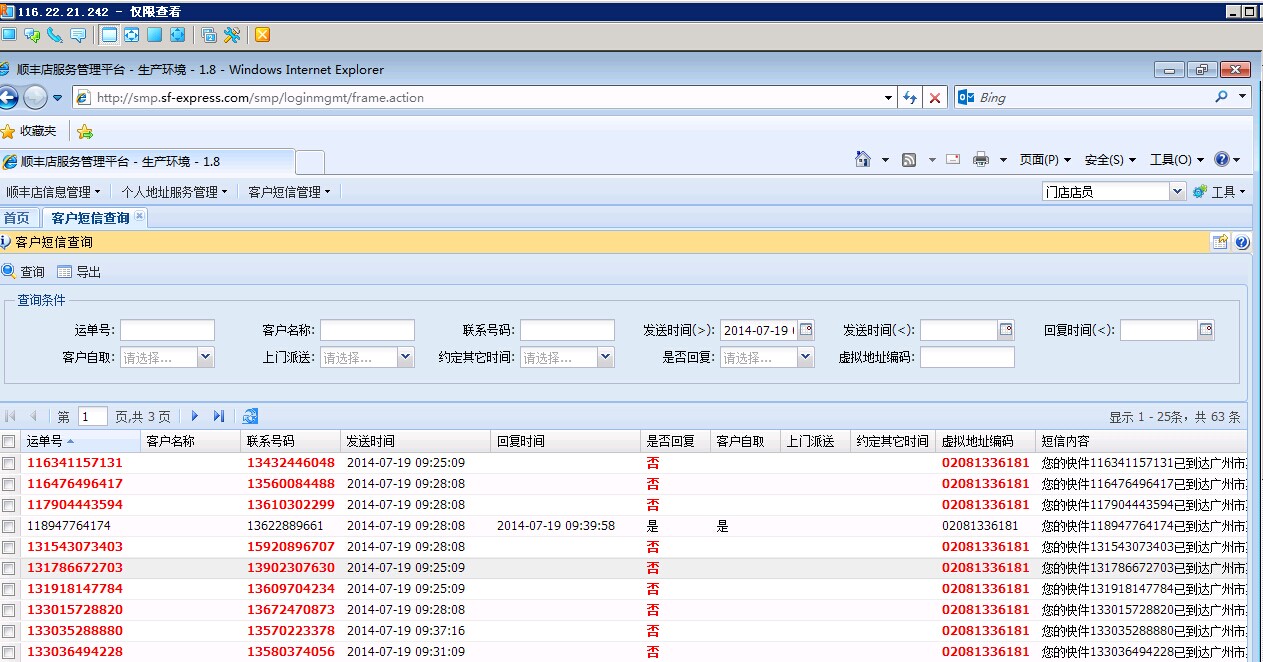 116.22.21.242 - 仅限查看
顺丰店服务管理平台 - 生产环境 - 1.8 - Windows Internet Explorer
http://smp.sf-express.com/smp/loginmgmt/frame.action Bing
收藏夹
顺丰店服务管理平台 - 生产环境 - 1.8 页面(P) 安全(S) 工具(O)
顺丰店信息管理 个人地址服务管理 客户短信管理 门店店员 工具
首页 客户短信查询
客户短信查询
查询 导出
查询条件
运单号: 客户名称: 联系号码: 发送时间(>): 2014-07-19 发送时间(<): 回复时间(<):
客户自取: 请选择... 上门派送: 请选择... 约定其它时间: 请选择... 是否回复: 请选择... 虚拟地址编码:
第 1 页,共 3 页 显示 1 - 25条，共 63 条
运单号 客户名称 联系号码 发送时间 回复时间 是否回复 客户自取 上门派送 约定其它时间 虚拟地址编码 短信内容
116341157131 13432446048 2014-07-19 09:25:09 否 02081336181 您的快件116341157131已到达广州市
116476496417 13560084488 2014-07-19 09:28:08 否 02081336181 您的快件116476496417已到达广州市
117904443594 13610302299 2014-07-19 09:28:08 否 02081336181 您的快件117904443594已到达广州市
118947764174 13622889661 2014-07-19 09:28:08 2014-07-19 09:39:58 是 是 02081336181 您的快件118947764174已到达广州市
131543073403 15920896707 2014-07-19 09:28:08 否 02081336181 您的快件131543073403已到达广州市
131786672703 13902307630 2014-07-19 09:25:09 否 02081336181 您的快件131786672703已到达广州市
131918147784 13609704234 2014-07-19 09:25:09 否 02081336181 您的快件131918147784已到达广州市
133015728820 13672470873 2014-07-19 09:28:08 否 02081336181 您的快件133015728820已到达广州市
133035288880 13570223378 2014-07-19 09:37:16 否 02081336181 您的快件133035288880已到达广州市
133036494228 13580374056 2014-07-19 09:31:09 否 02081336181 您的快件133036494228已到达广州市